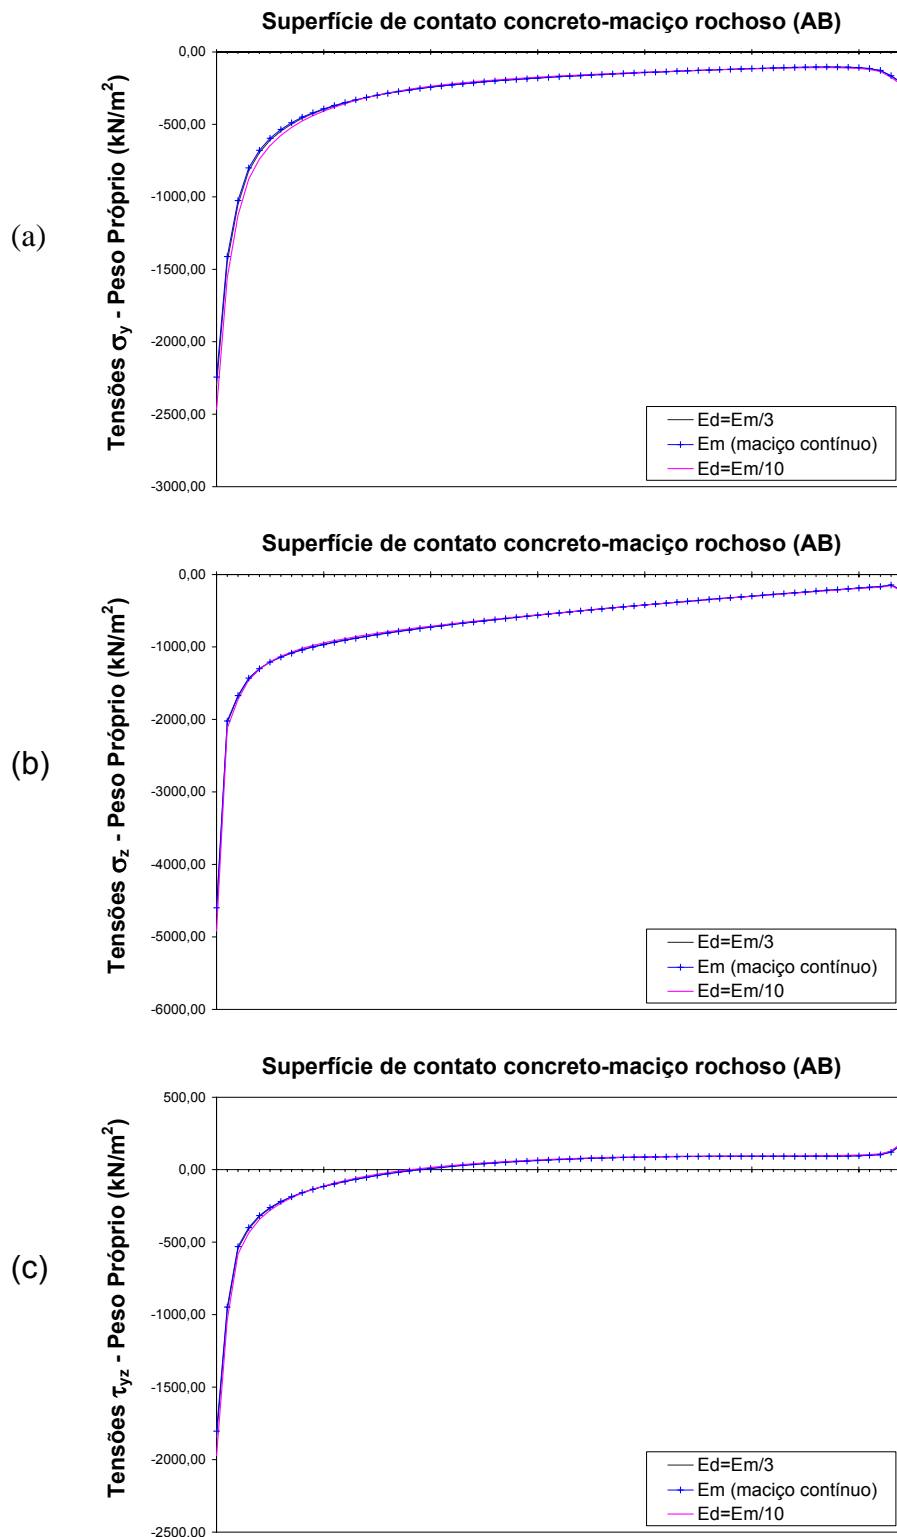 Superfície de contato concreto-maciço rochoso (AB)
(a)
Tensões σy - Peso Próprio (kN/m²)
0,00
-500,00
-1000,00
-1500,00
-2000,00
-2500,00
-3000,00
Ed=Em/3
Em (maciço contínuo)
Ed=Em/10
Superfície de contato concreto-maciço rochoso (AB)
(b)
Tensões σz - Peso Próprio (kN/m²)
0,00
-1000,00
-2000,00
-3000,00
-4000,00
-5000,00
-6000,00
Ed=Em/3
Em (maciço contínuo)
Ed=Em/10
Superfície de contato concreto-maciço rochoso (AB)
(c)
Tensões τyz - Peso Próprio (kN/m²)
500,00
0,00
-500,00
-1000,00
-1500,00
-2000,00
-2500,00
Ed=Em/3
Em (maciço contínuo)
Ed=Em/10